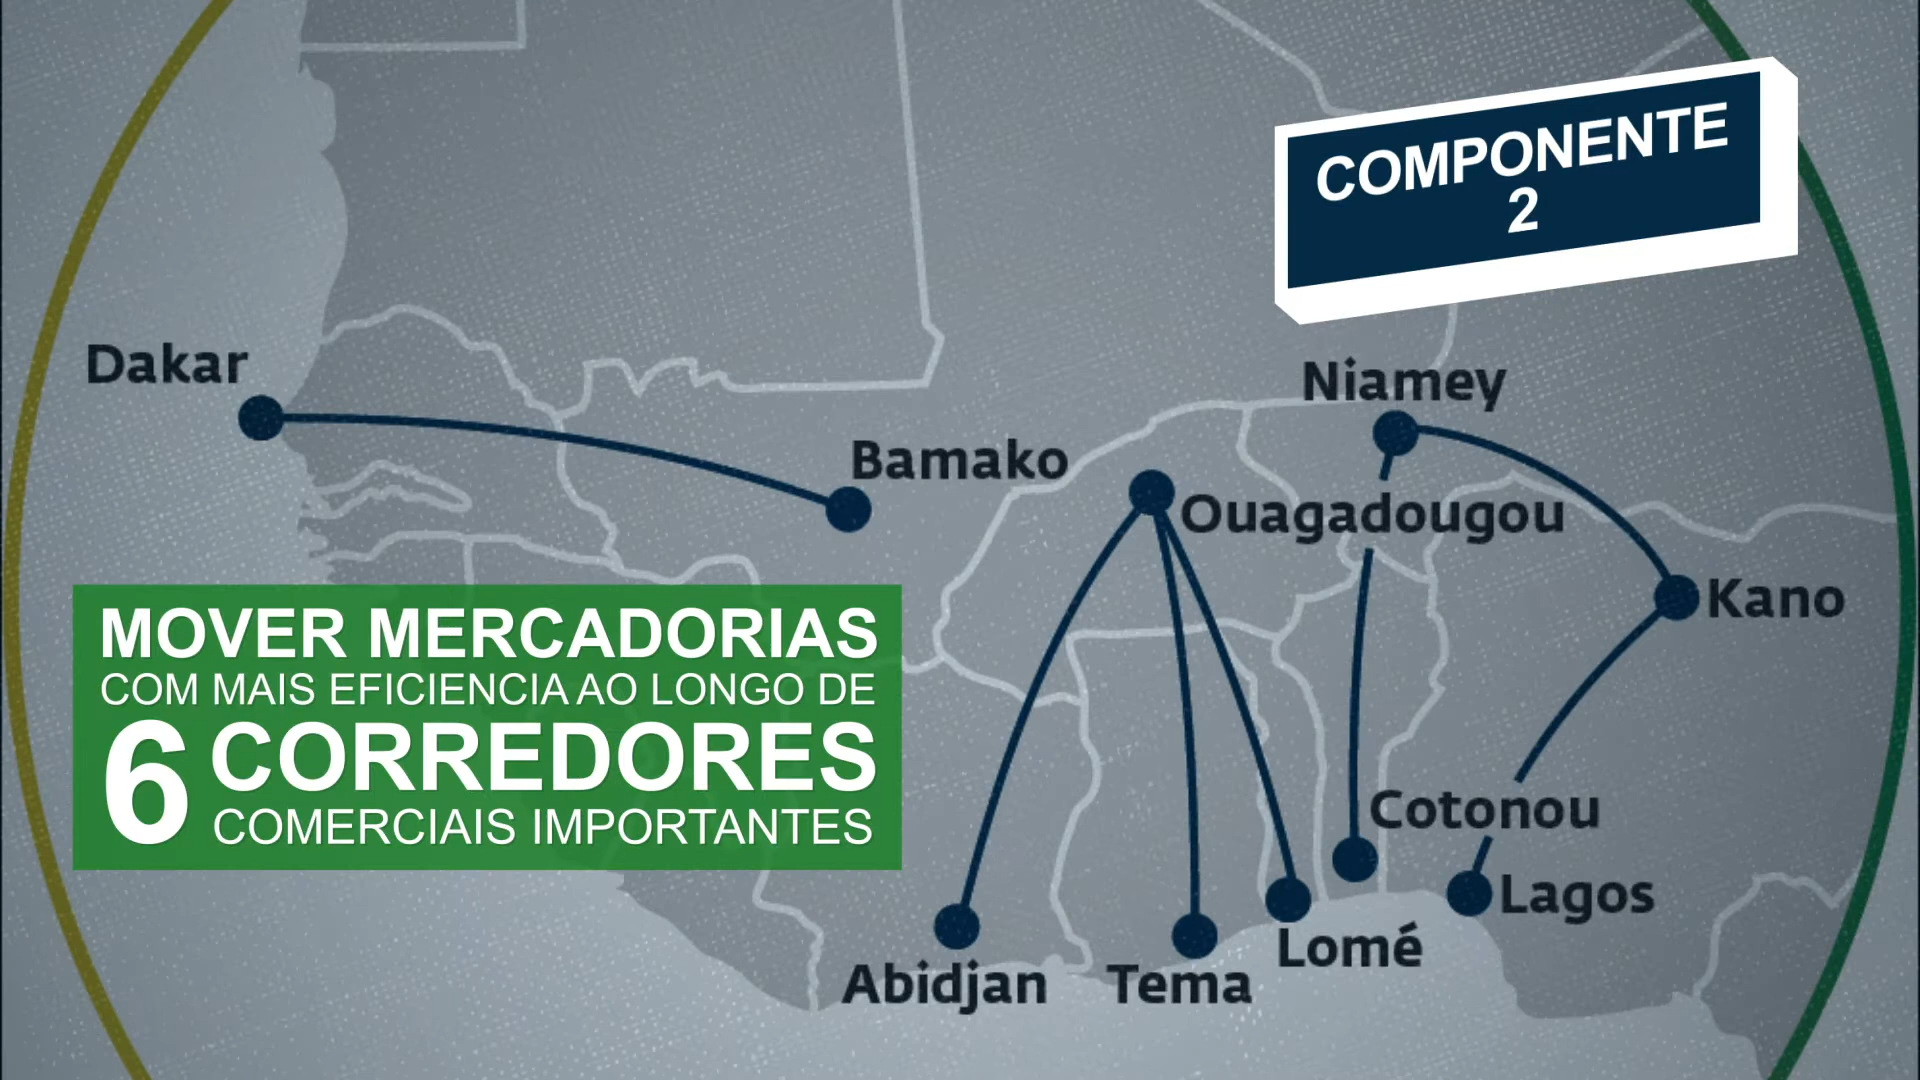 COMPONENTE
2
Dakar
Niamey
Bamako
Ouagadougou
Kano
MOVER MERCADORIAS
COM MAIS EFICIENCIA AO LONGO DE
6 CORREDORES
COMERCIAIS IMPORTANTES
Cotonou
Lagos
Lomé
Abidjan
Tema